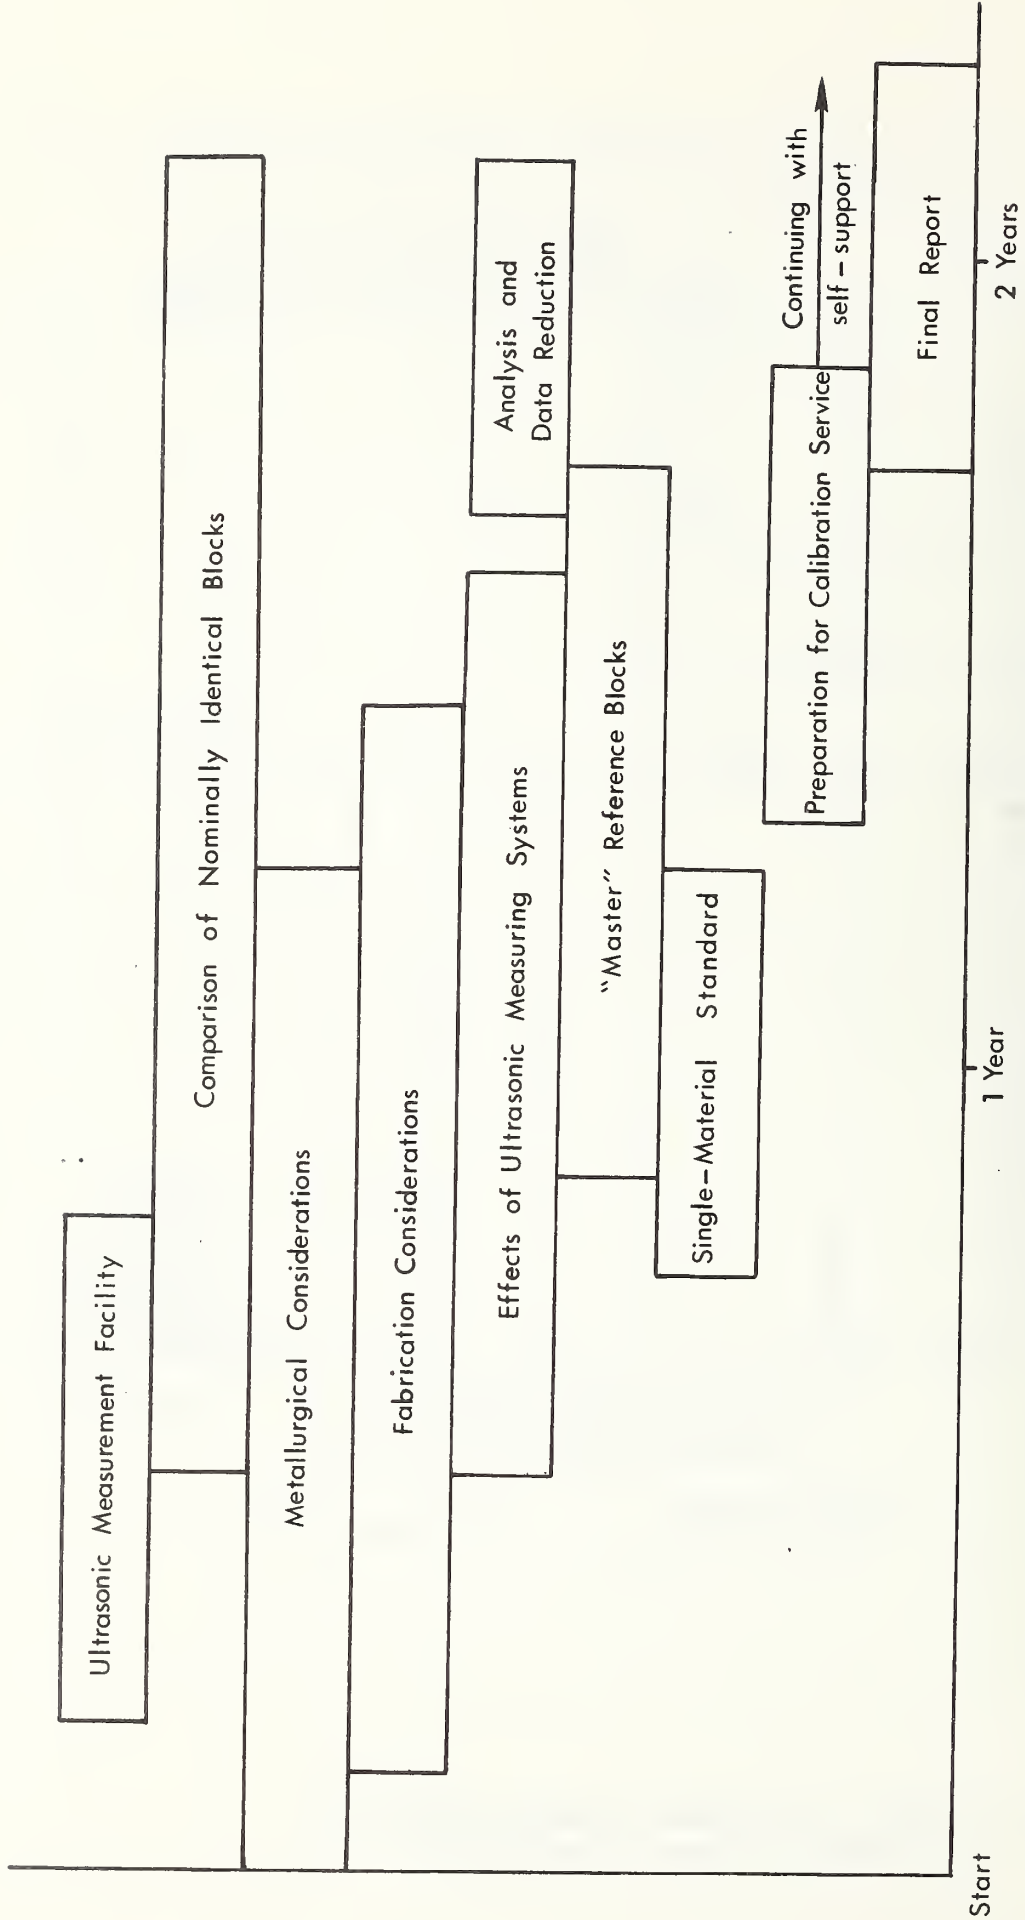 Ultrasonic Measurement Facility
Comparison of Nominally Identical Blocks
Metallurgical Considerations
Fabrication Considerations
Effects of Ultrasonic Measuring Systems
Analysis and
Data Reduction
"Master" Reference Blocks
Single-Material Standard
Preparation for Calibration Service
Continuing with
self-support
Final Report
Start
1 Year
2 Years